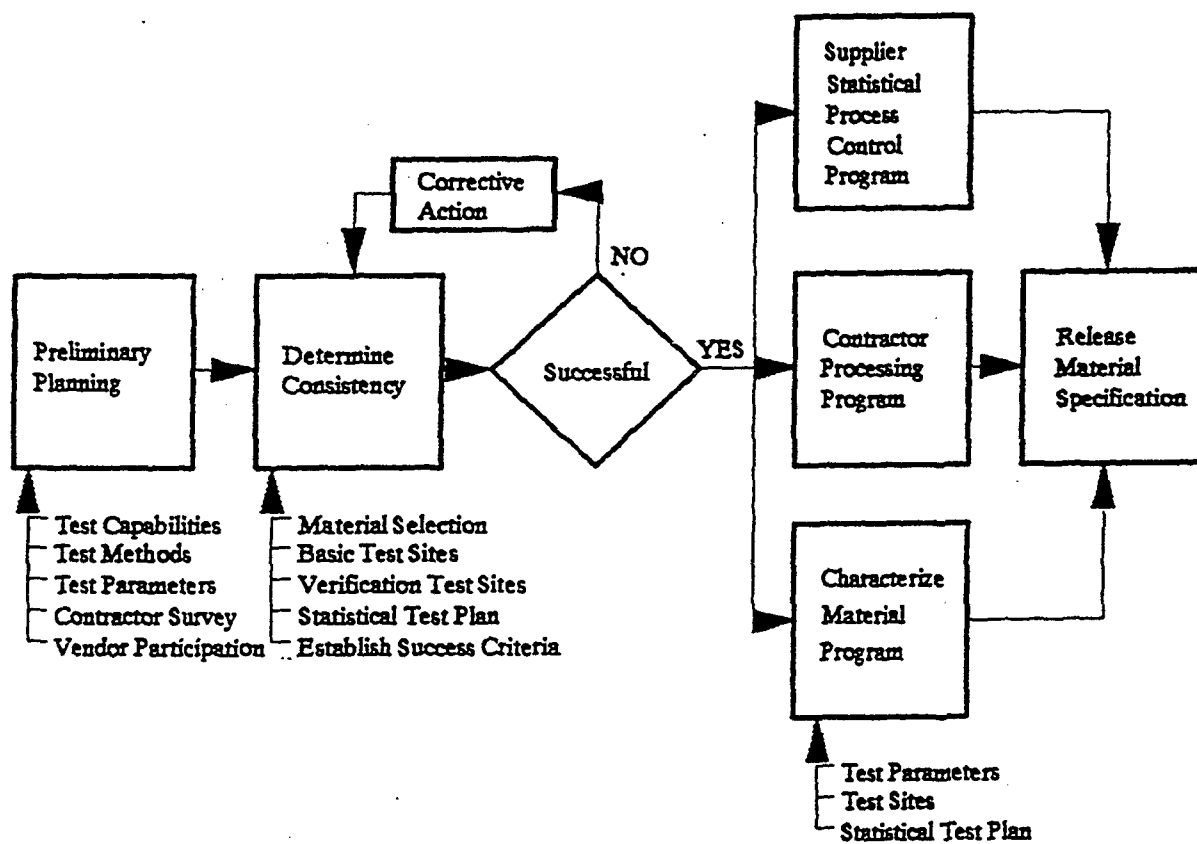 Supplier
Statistical
Process
Control
Program
Corrective
Action
NO
Preliminary
Planning
Determine
Consistency
Successful
YES
Contractor
Processing
Program
Release
Material
Specification
Test Capabilities
Test Methods
Test Parameters
Contractor Survey
Vendor Participation
Material Selection
Basic Test Sites
Verification Test Sites
Statistical Test Plan
Establish Success Criteria
Characterize
Material
Program
Test Parameters
Test Sites
Statistical Test Plan